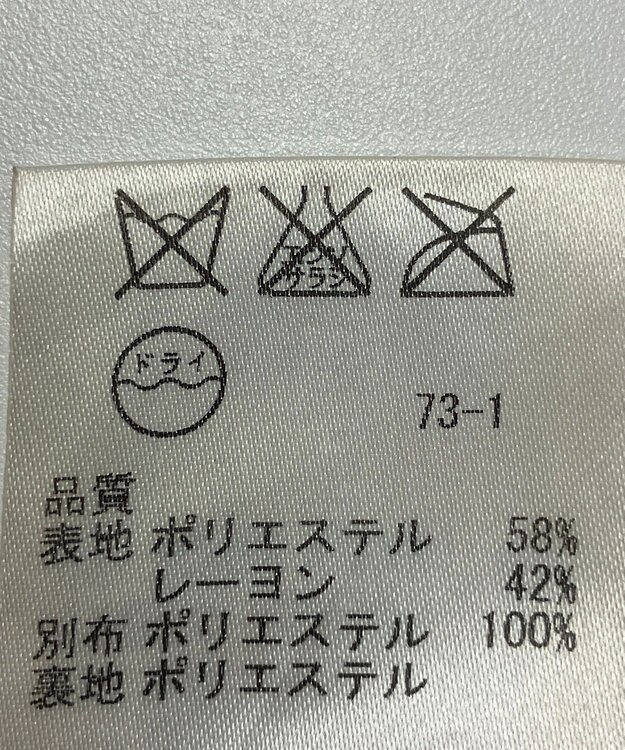 エンソ
サラシ
ドライ
73-1
品質
表地 ポリエステル 58%
レーヨン 42%
別布 ポリエステル 100%
裏地 ポリエステル